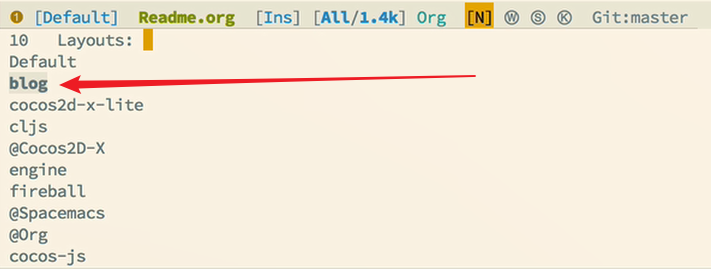 ❶ [Default] Readme.org [Ins] [All/1.4k] Org [N] Ⓦ Ⓢ Ⓚ Git:master
10 Layouts:
Default
blog
cocos2d-x-lite
cljs
@Cocos2D-X
engine
fireball
@Spacemacs
@Org
cocos-js